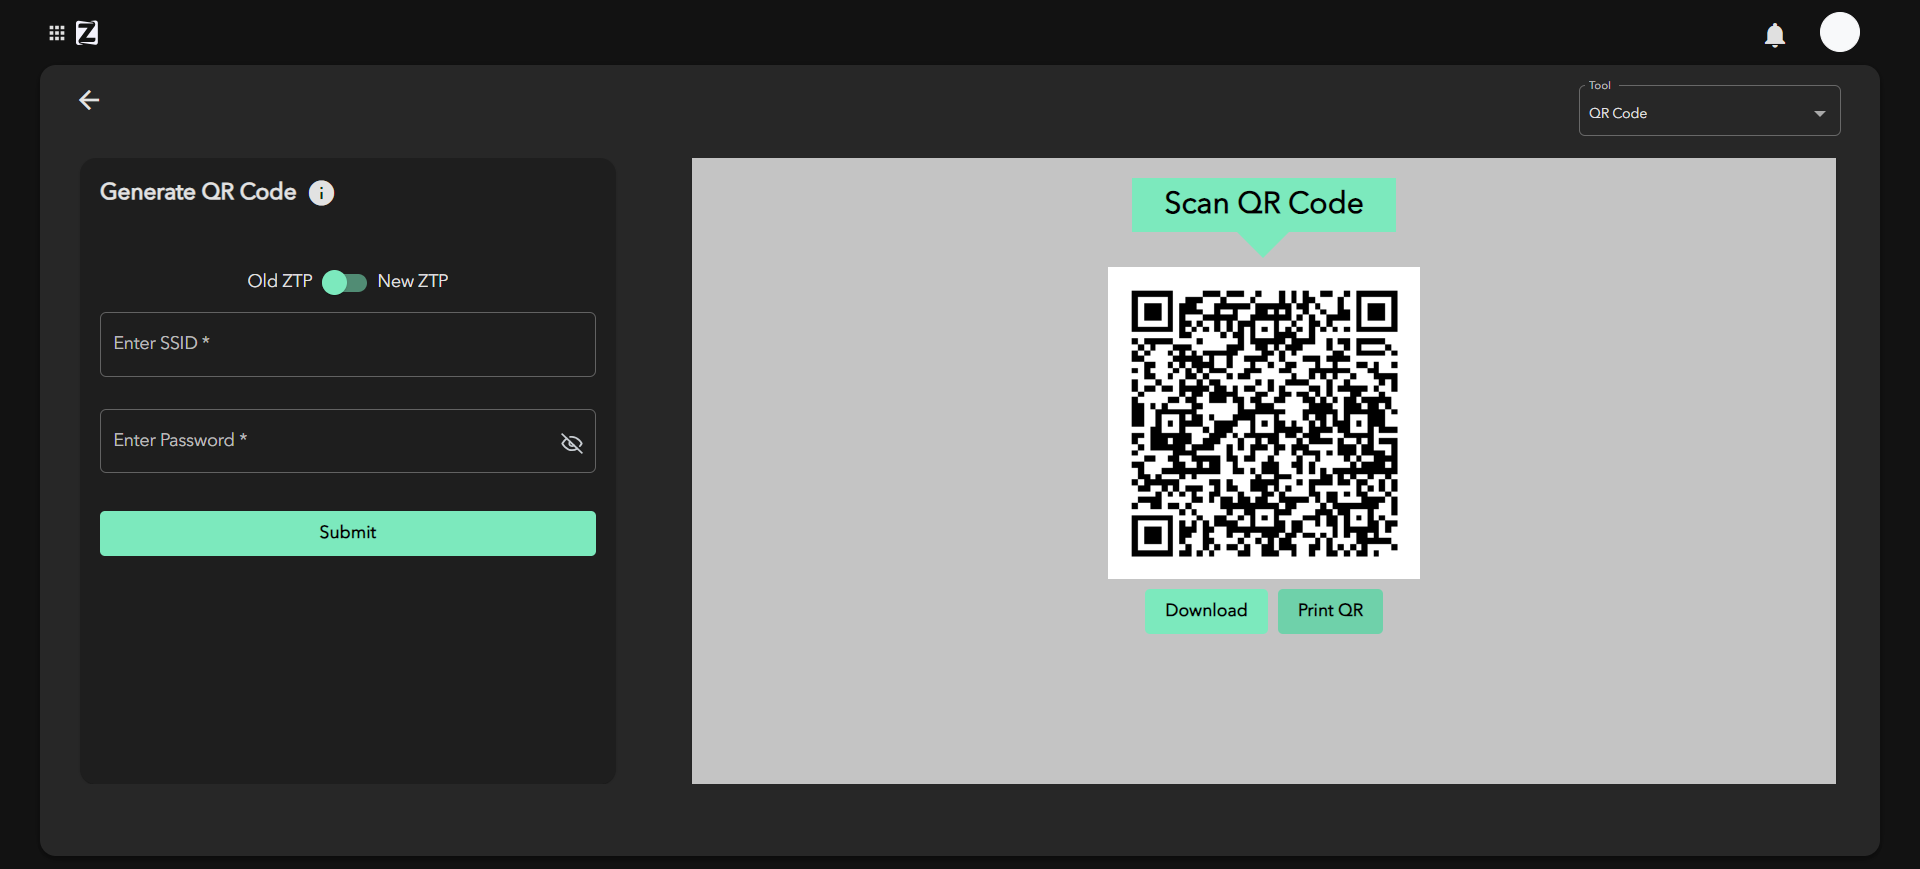 Z
Tool
QR Code
Generate QR Code i
Old ZTP New ZTP
Enter SSID *
Enter Password *
Submit
Scan QR Code
Download Print QR